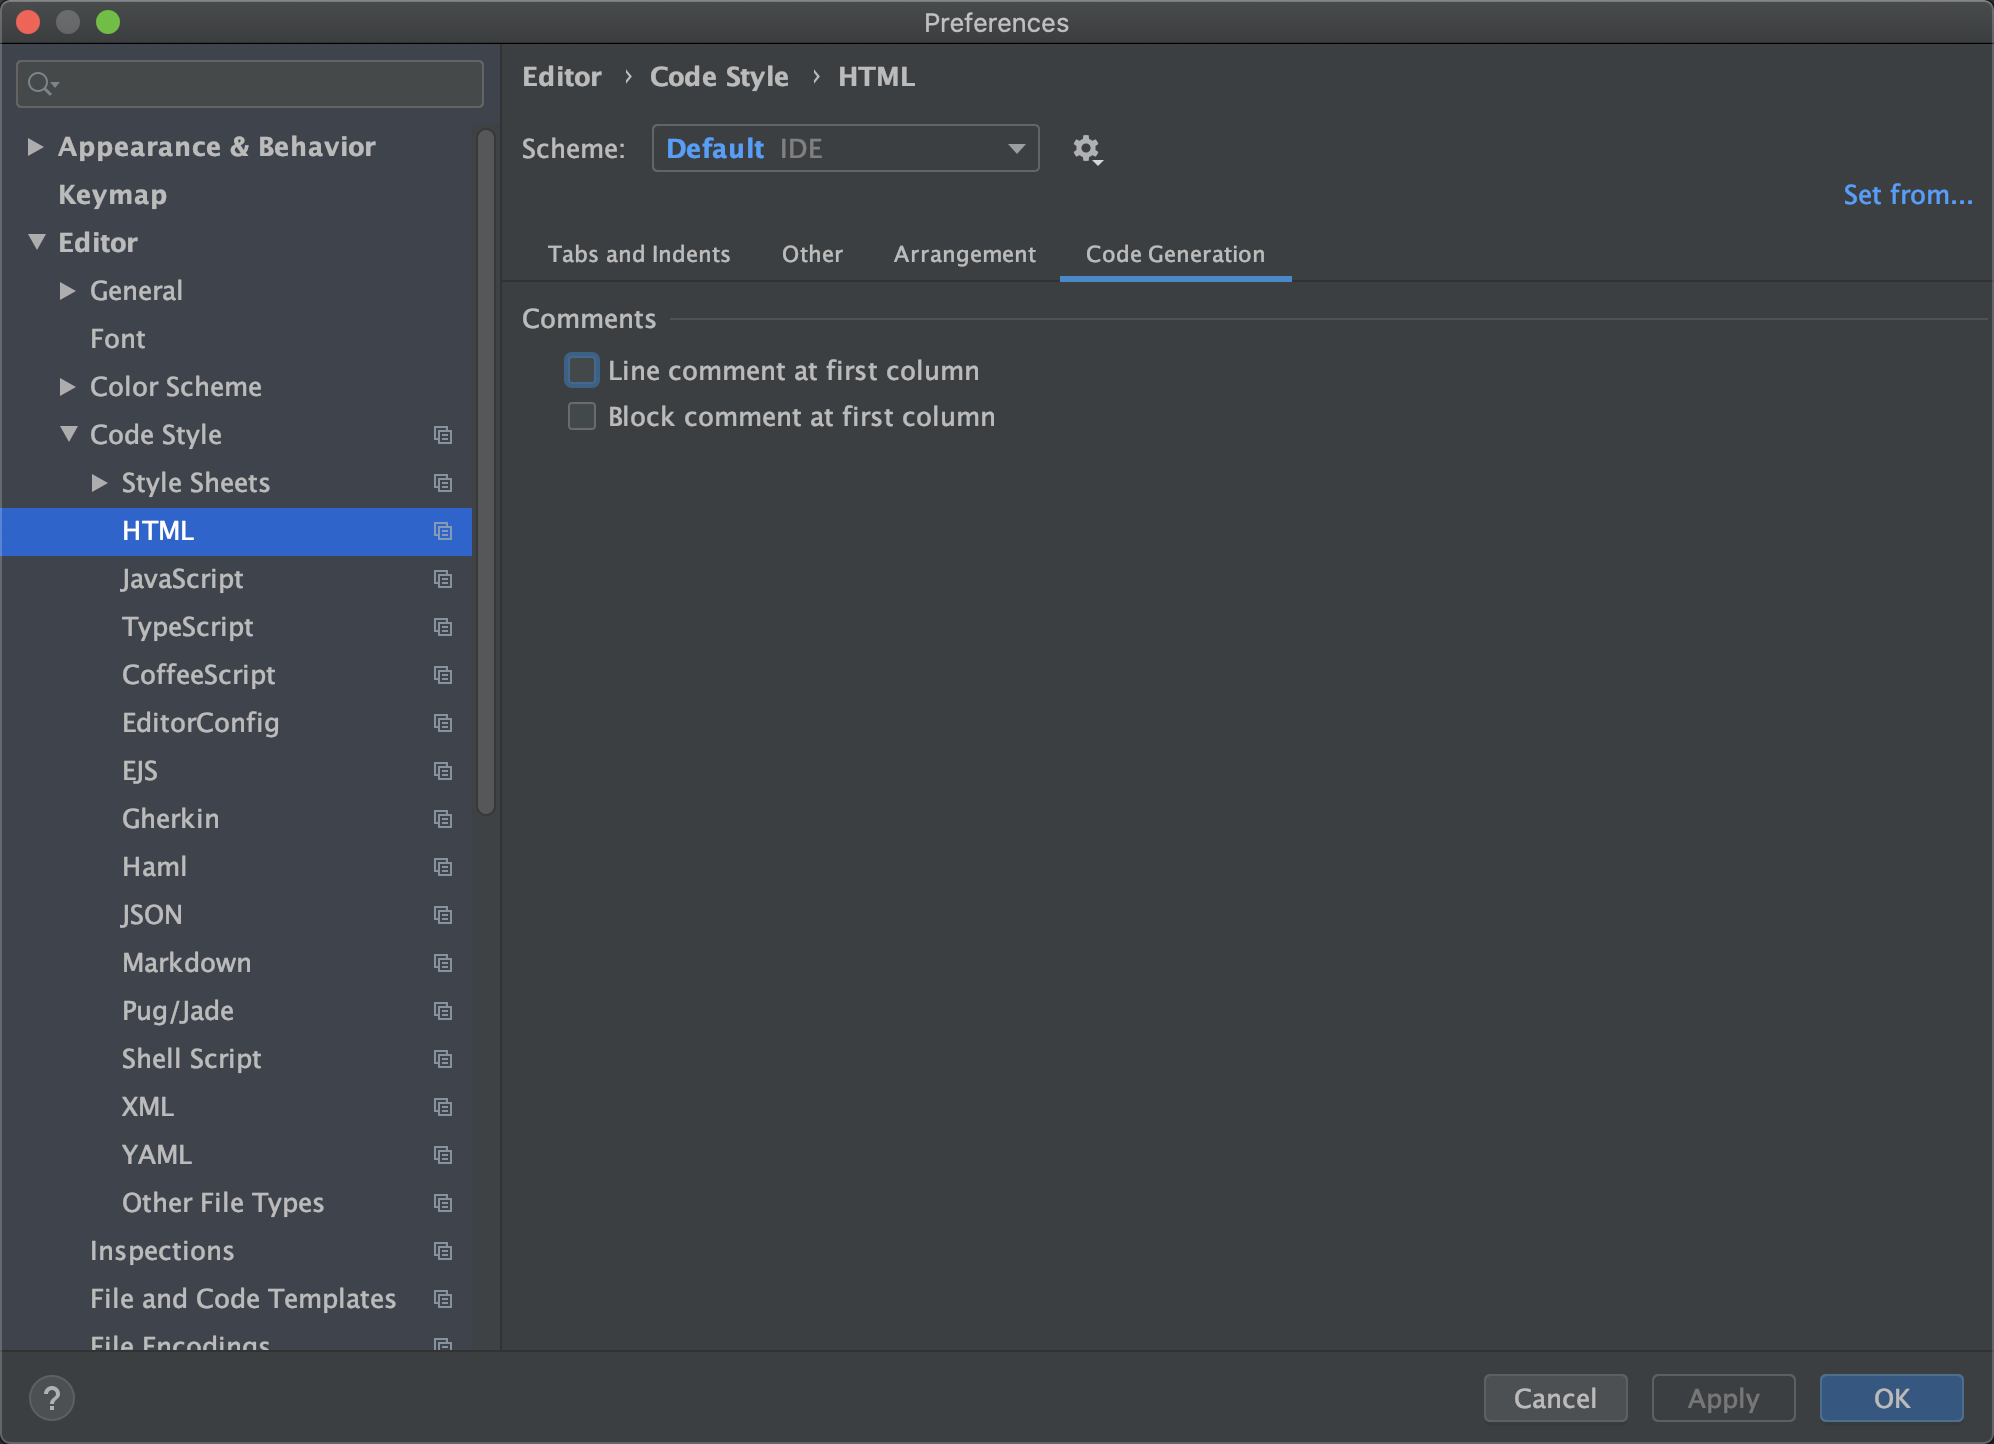 Preferences
Appearance & Behavior
Keymap
Editor
General
Font
Color Scheme
Code Style
Style Sheets
HTML
JavaScript
TypeScript
CoffeeScript
EditorConfig
EJS
Gherkin
Haml
JSON
Markdown
Pug/Jade
Shell Script
XML
YAML
Other File Types
Inspections
File and Code Templates
File Encodings
Editor › Code Style › HTML
Scheme: Default IDE
Set from...
Tabs and Indents Other Arrangement Code Generation
Comments
Line comment at first column
Block comment at first column
? Cancel Apply OK